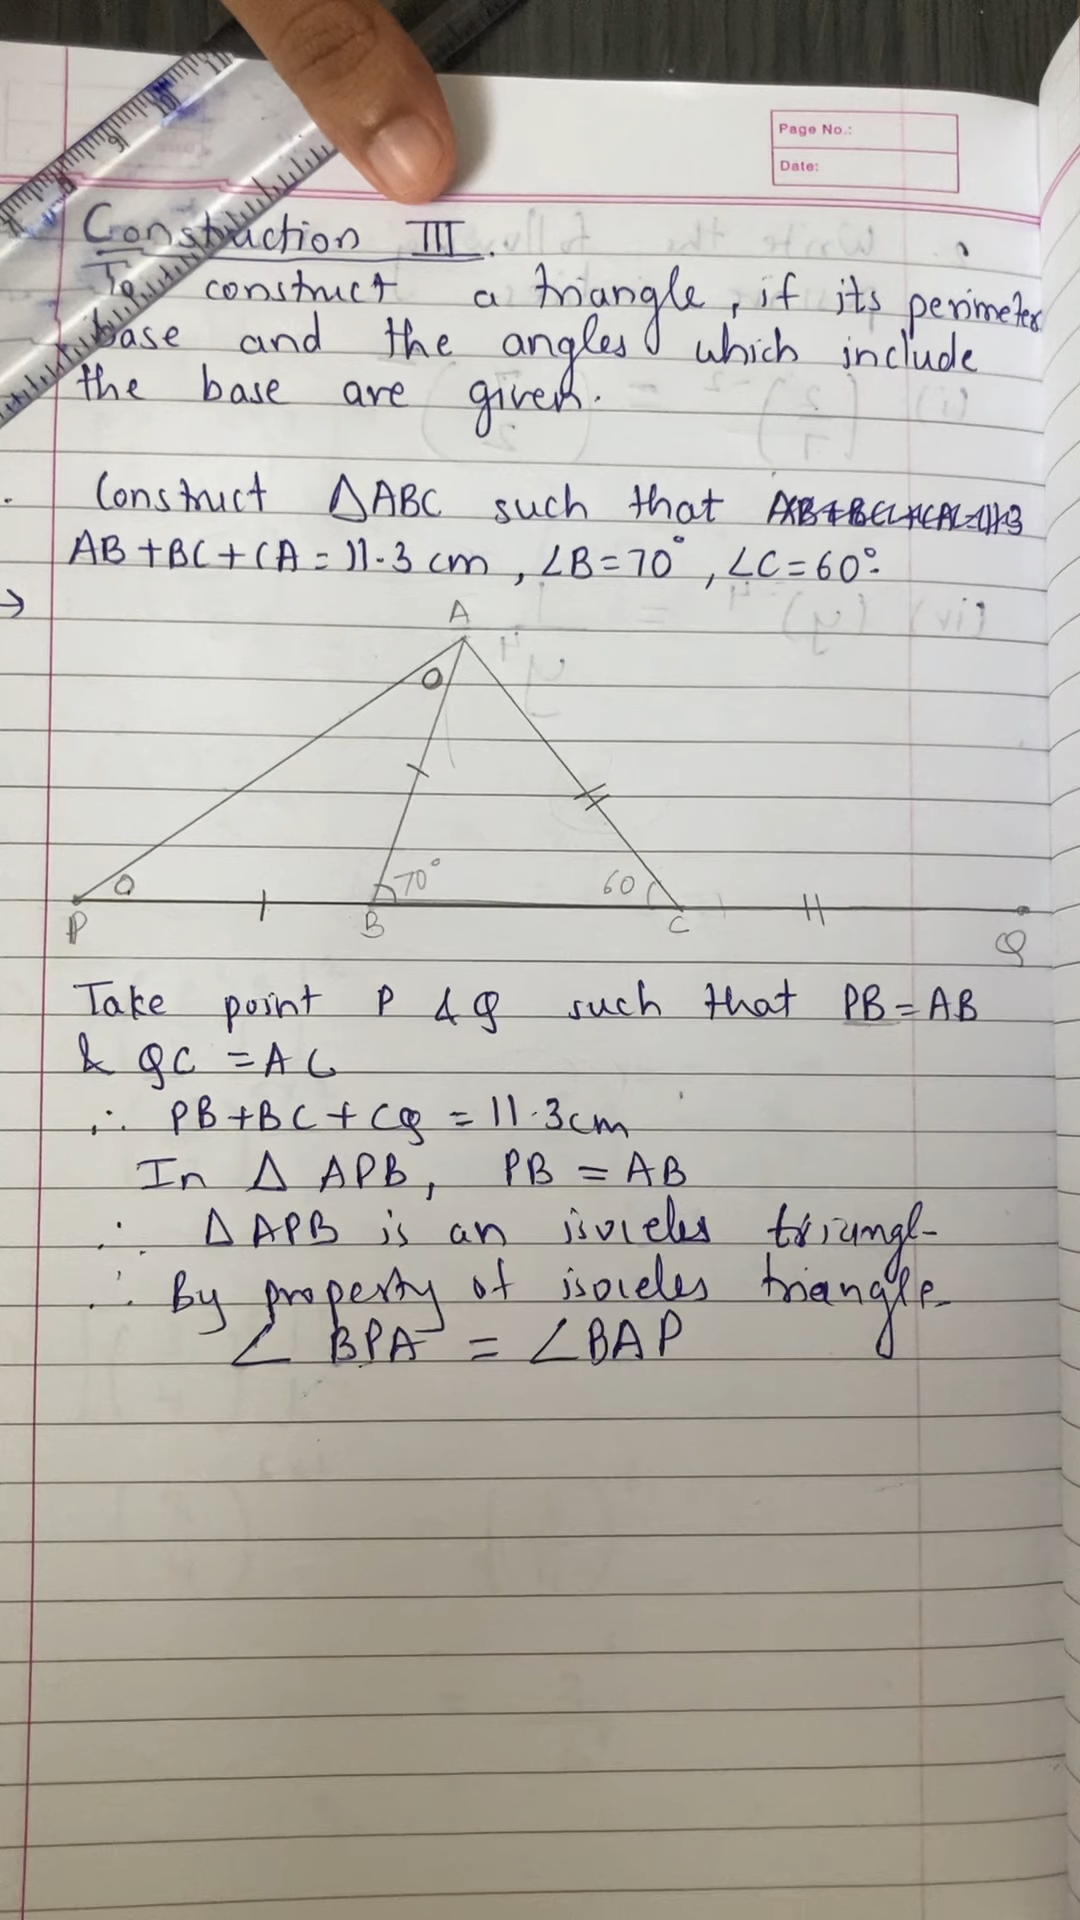 Page No.:
Date:
Construction III.
To construct a triangle, if its perimeter
base and the angles which include
the base are given.
Construct △ABC such that
AB+BC+CA=11.3 cm, ∠B=70°, ∠C=60°.
→
A
70°
60
P
B
C
Q
Take point P & Q such that PB=AB
& QC=AC
∴ PB+BC+CQ = 11.3cm
In △ APB, PB = AB
∴ △APB is an isoceles triangl-
∴ By property of isoceles triangle
∠ BPA = ∠BAP